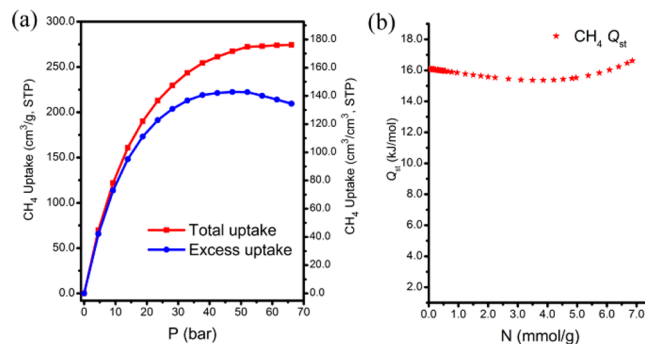 (a)
300.0
250.0
200.0
150.0
100.0
50.0
0.0
CH4 Uptake (cm3/g, STP)
180.0
160.0
140.0
120.0
100.0
80.0
60.0
40.0
20.0
0.0
CH4 Uptake (cm3/cm3, STP)
Total uptake
Excess uptake
0 10 20 30 40 50 60 70
P (bar)
(b)
CH4 Qst
18.0
16.0
14.0
12.0
10.0
8.0
6.0
4.0
2.0
Qst (kJ/mol)
0.0 1.0 2.0 3.0 4.0 5.0 6.0 7.0
N (mmol/g)